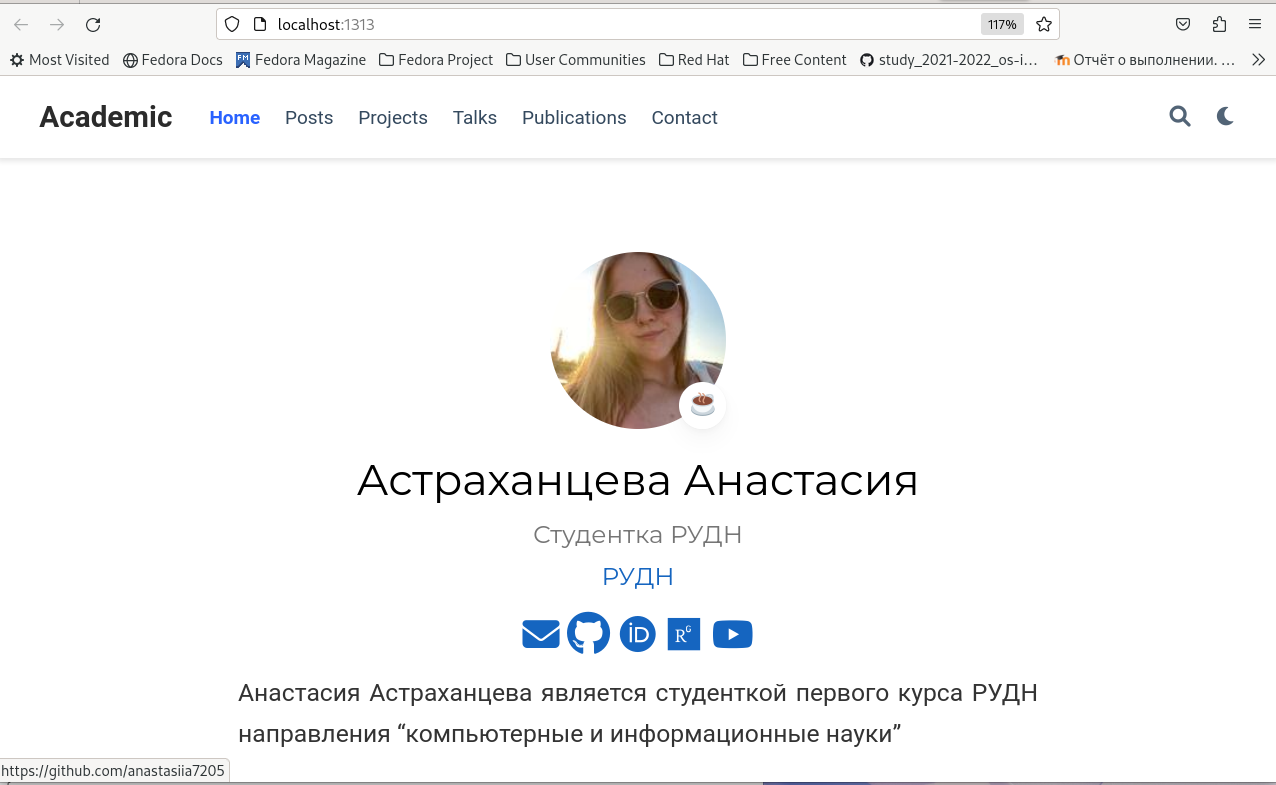 localhost:1313
117%
Most Visited Fedora Docs Fedora Magazine Fedora Project User Communities Red Hat Free Content study_2021-2022_os-i… Отчёт о выполнении. …
Academic Home Posts Projects Talks Publications Contact
Астраханцева Анастасия
Студентка РУДН
РУДН
iD
RG
Анастасия Астраханцева является студенткой первого курса РУДН
направления “компьютерные и информационные науки”
https://github.com/anastasiia7205